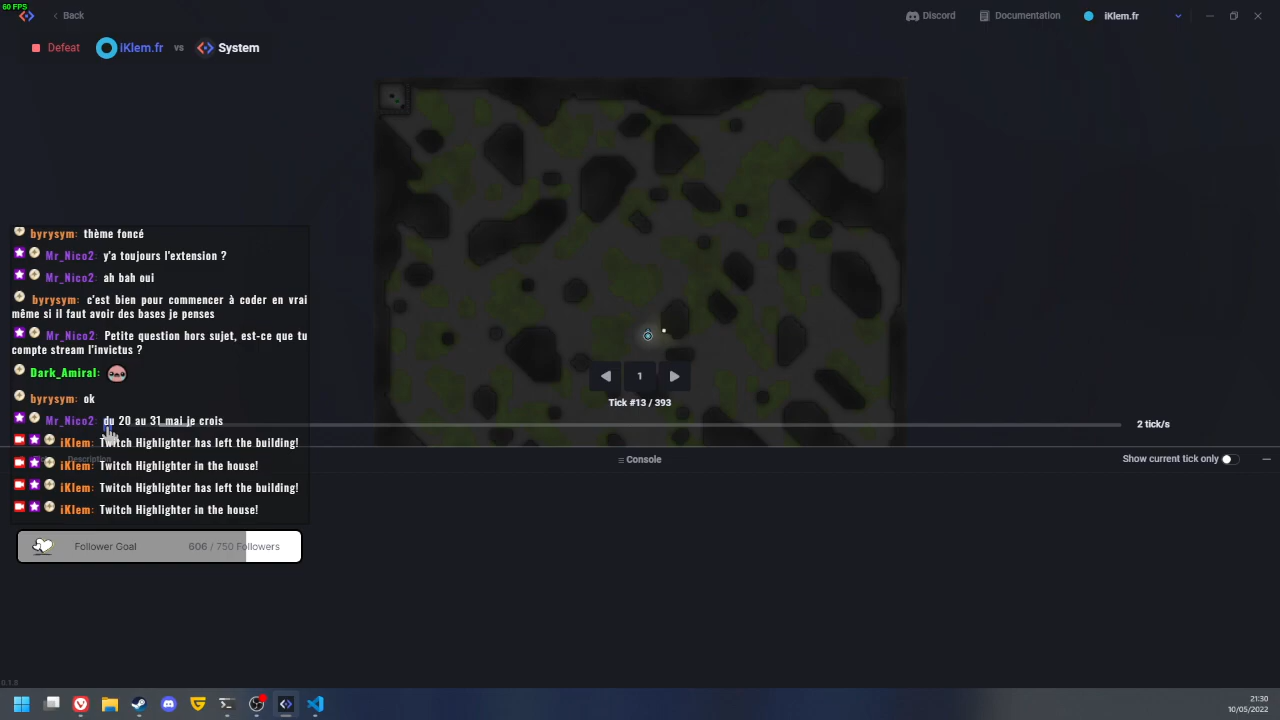 60 FPS
Back
Discord
Documentation
iKlem.fr
Defeat
iKlem.fr
vs
System
byrysym: thème foncé
Mr_Nico2: y'a toujours l'extension ?
Mr_Nico2: ah bah oui
byrysym: c'est bien pour commencer à coder en vrai
même si il faut avoir des bases je penses
Mr_Nico2: Petite question hors sujet, est-ce que tu
compte stream l'invictus ?
Dark_Amiral:
byrysym: ok
Mr_Nico2: du 20 au 31 mai je crois
iKlem: Twitch Highlighter has left the building!
iKlem: Twitch Highlighter in the house!
iKlem: Twitch Highlighter has left the building!
iKlem: Twitch Highlighter in the house!
1
Tick #13 / 393
2 tick/s
Description
Console
Show current tick only
Follower Goal
606 / 750 Followers
0.1.5
21:30
10/05/2022